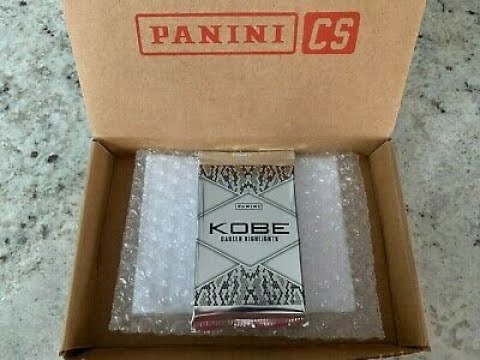 PANINI CS
PANINI
KOBE
CAREER HIGHLIGHTS